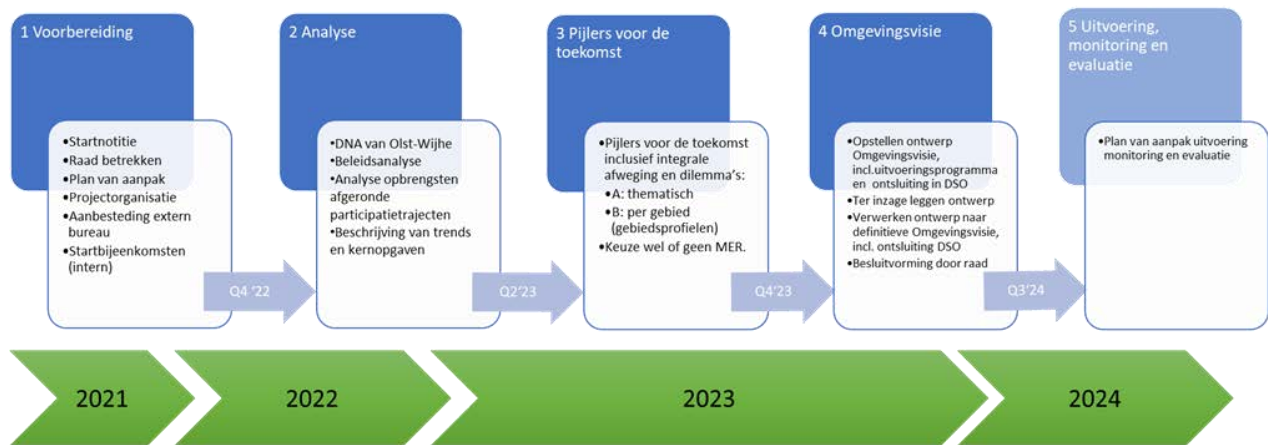 1 Voorbereiding
•Startnotitie
•Raad betrekken
•Plan van aanpak
•Projectorganisatie
•Aanbesteding extern
bureau
•Startbijeenkomsten
(intern)
Q4 '22
2 Analyse
•DNA van Olst-Wijhe
•Beleidsanalyse
•Analyse opbrengsten
afgeronde
participatietrajecten
•Beschrijving van trends
en kernopgaven
Q2'23
3 Pijlers voor de
toekomst
•Pijlers voor de toekomst
inclusief integrale
afweging en dilemma's:
•A: thematisch
•B: per gebied
(gebiedsprofielen)
•Keuze wel of geen MER.
Q4'23
4 Omgevingsvisie
•Opstellen ontwerp
Omgevingsvisie,
incl.uitvoeringsprogramma
en ontsluiting in DSO
•Ter inzage leggen ontwerp
•Verwerken ontwerp naar
definitieve Omgevingsvisie,
incl. ontsluiting DSO
•Besluitvorming door raad
Q3'24
5 Uitvoering,
monitoring en
evaluatie
•Plan van aanpak uitvoering
monitoring en evaluatie
2021
2022
2023
2024